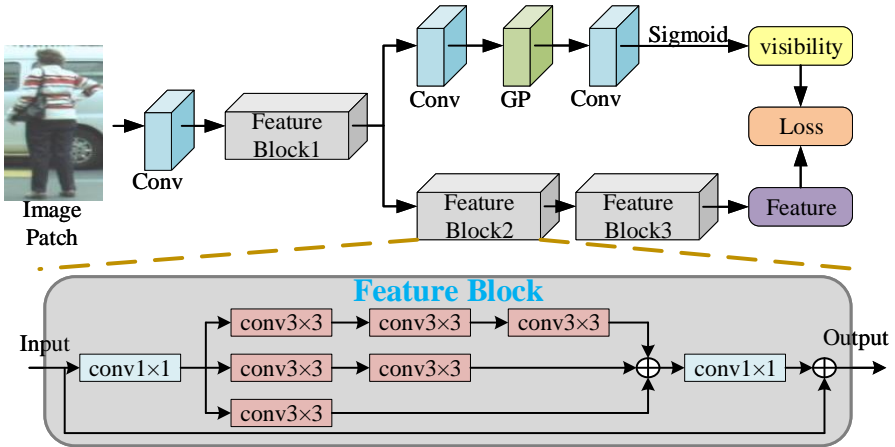 Image
Patch
Conv
Feature
Block1
Conv
GP
Conv
Sigmoid
visibility
Loss
Feature
Block2
Feature
Block3
Feature
Feature Block
Input
conv1×1
conv3×3
conv3×3
conv3×3
conv3×3
conv3×3
conv3×3
conv1×1
Output